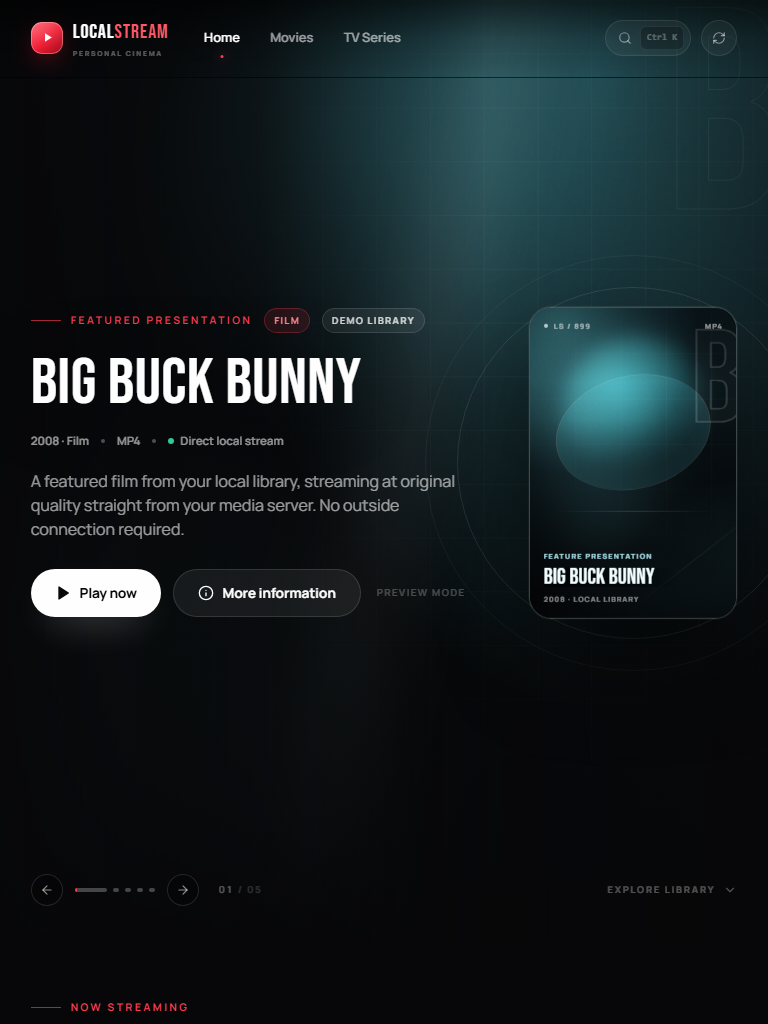 LOCALSTREAM
PERSONAL CINEMA
Home Movies TV Series
Ctrl K
B
FEATURED PRESENTATION FILM DEMO LIBRARY
BIG BUCK BUNNY
2008 · Film • MP4 • Direct local stream
A featured film from your local library, streaming at original
quality straight from your media server. No outside
connection required.
Play now More information PREVIEW MODE
LS / 899 MP4
B
FEATURE PRESENTATION
BIG BUCK BUNNY
2008 · LOCAL LIBRARY
01 / 05
EXPLORE LIBRARY
NOW STREAMING